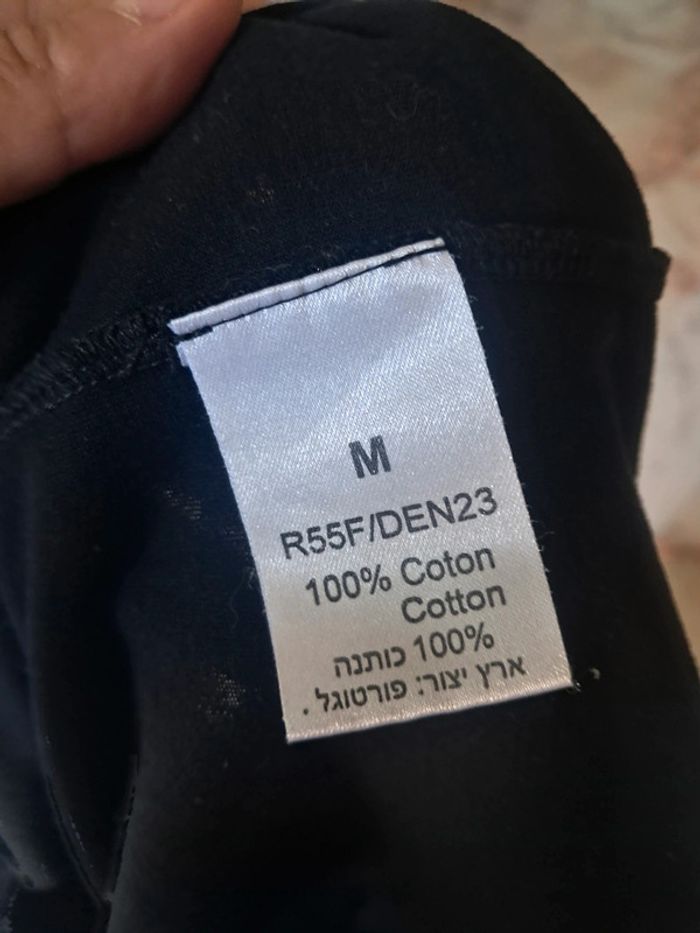 M
R55F/DEN23
100% Coton
Cotton
100% כותנה
ארץ יצור: פורטוגל.